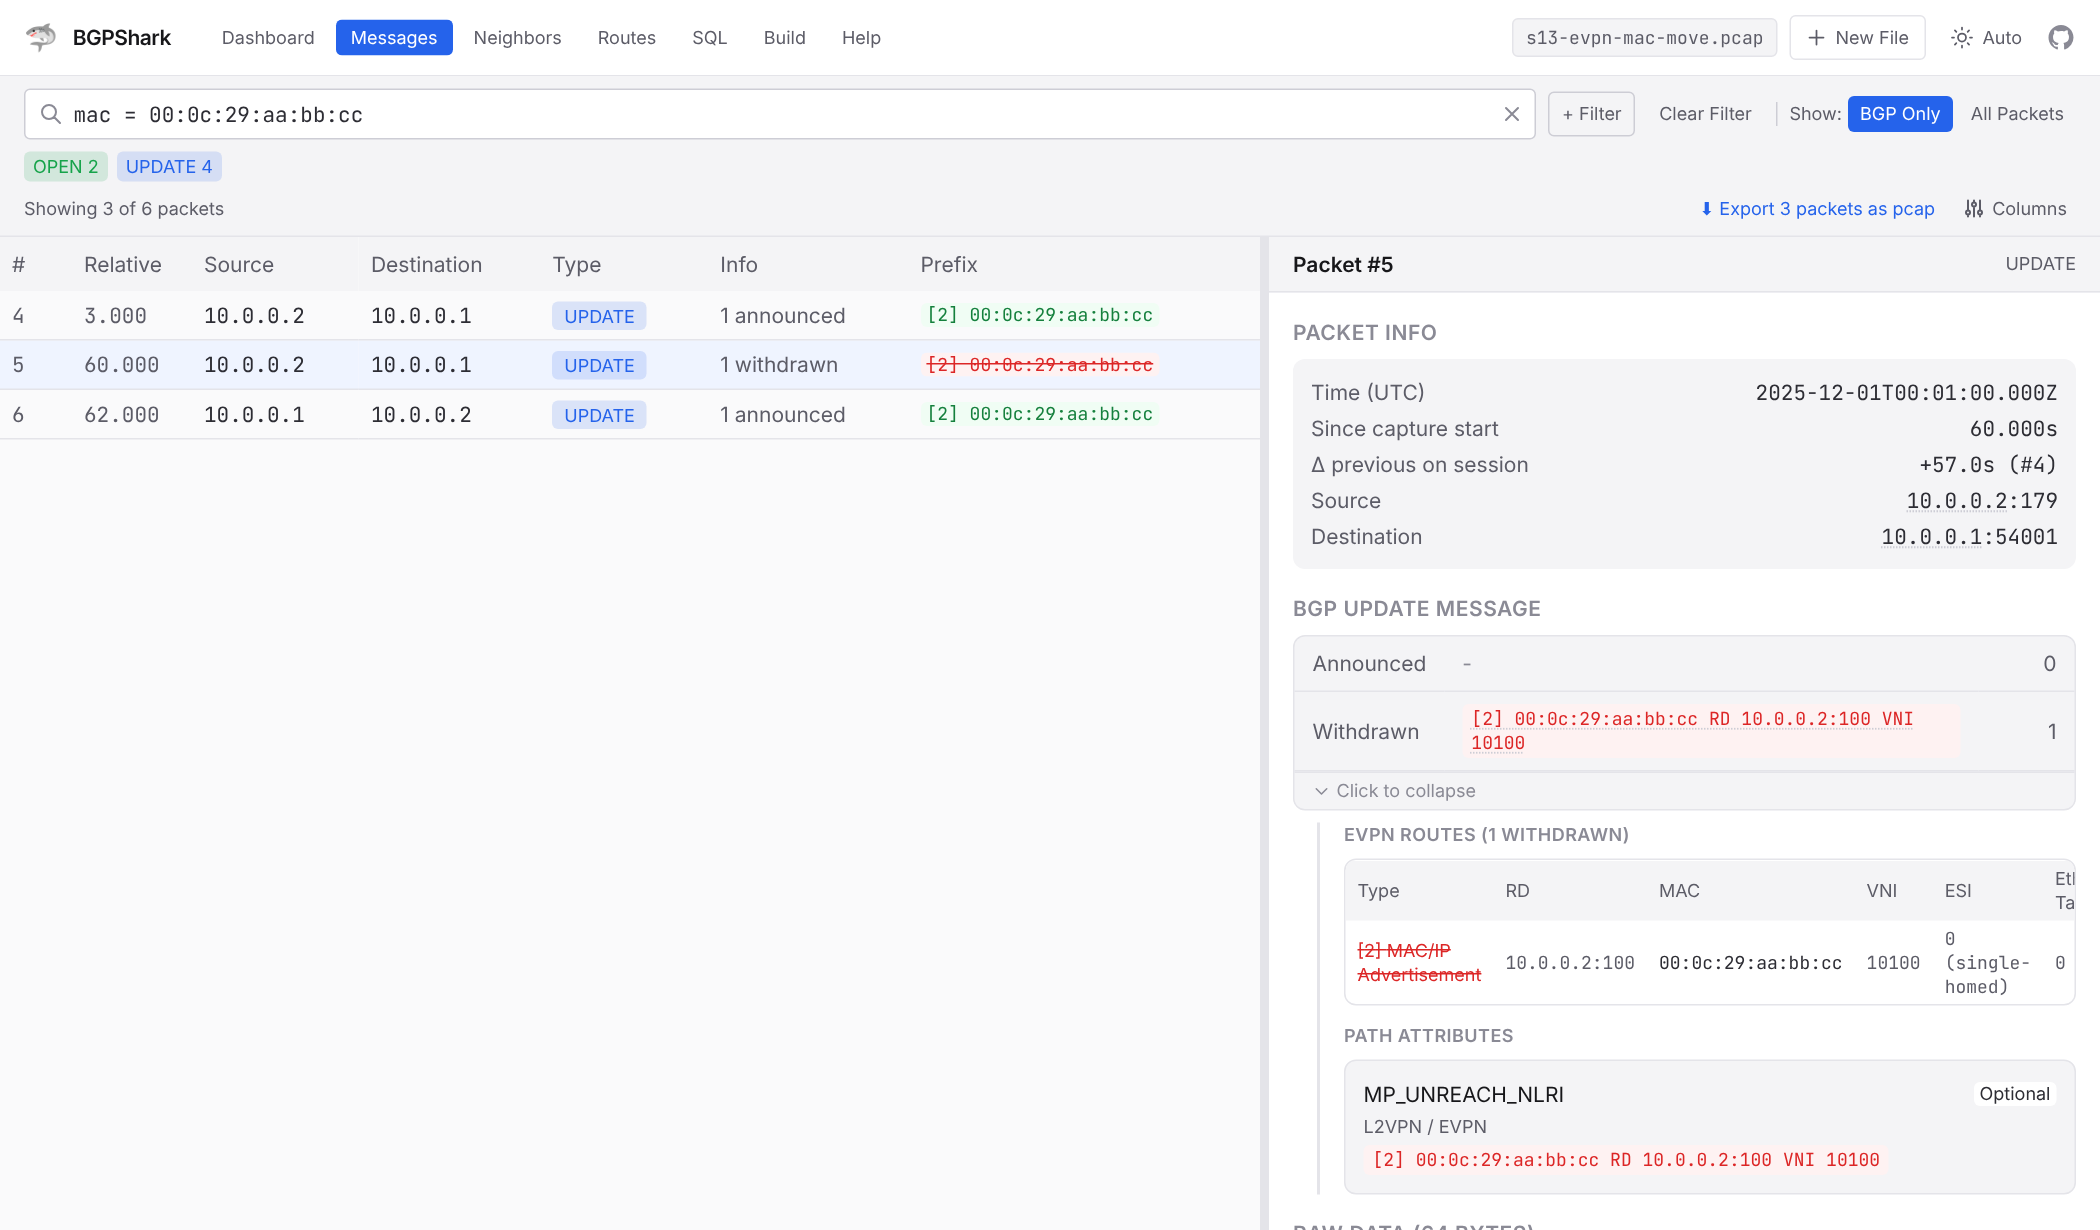 BGPShark Dashboard Messages Neighbors Routes SQL Build Help s13-evpn-mac-move.pcap New File Auto
mac = 00:0c:29:aa:bb:cc + Filter Clear Filter Show: BGP Only All Packets
OPEN 2 UPDATE 4
Showing 3 of 6 packets Export 3 packets as pcap Columns
# Relative Source Destination Type Info Prefix
4 3.000 10.0.0.2 10.0.0.1 UPDATE 1 announced [2] 00:0c:29:aa:bb:cc
5 60.000 10.0.0.2 10.0.0.1 UPDATE 1 withdrawn [2] 00:0c:29:aa:bb:cc
6 62.000 10.0.0.1 10.0.0.2 UPDATE 1 announced [2] 00:0c:29:aa:bb:cc
Packet #5 UPDATE
PACKET INFO
Time (UTC) 2025-12-01T00:01:00.000Z
Since capture start 60.000s
Δ previous on session +57.0s (#4)
Source 10.0.0.2:179
Destination 10.0.0.1:54001
BGP UPDATE MESSAGE
Announced - 0
Withdrawn [2] 00:0c:29:aa:bb:cc RD 10.0.0.2:100 VNI 1
10100
Click to collapse
EVPN ROUTES (1 WITHDRAWN)
Type RD MAC VNI ESI
[2] MAC/IP 10.0.0.2:100 00:0c:29:aa:bb:cc 10100 0 0
Advertisement (single-
homed)
PATH ATTRIBUTES
MP_UNREACH_NLRI Optional
L2VPN / EVPN
[2] 00:0c:29:aa:bb:cc RD 10.0.0.2:100 VNI 10100